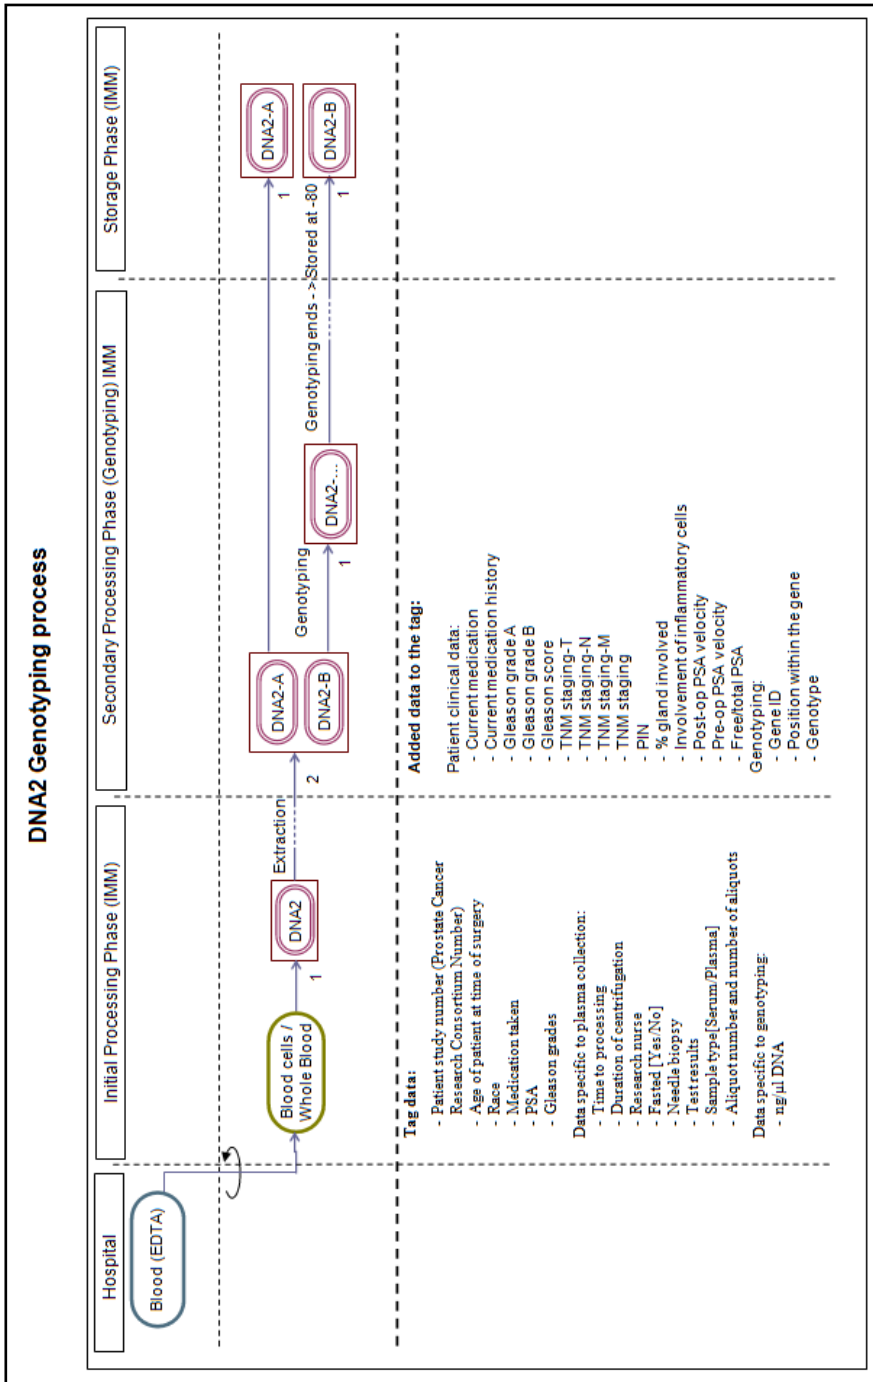 DNA2 Genotyping process
Hospital
Initial Processing Phase (IMM)
Secondary Processing Phase (Genotyping) IMM
Storage Phase (IMM)
Blood (EDTA)
Blood cells /
Whole Blood
1
DNA2
Extraction
2
DNA2-A
DNA2-B
Genotyping
1
DNA2-...
Genotyping ends - > Stored at -80
1
DNA2-A
1
DNA2-B
Tag data:
- Patient study number (Prostate Cancer
Research Consortium Number)
- Age of patient at time of surgery
- Race
- Medication taken
- PSA
- Gleason grades
Data specific to plasma collection:
- Time to processing
- Duration of centrifugation
- Research nurse
- Fasted [Yes/No]
- Needle biopsy
- Test results
- Sample type[Serum/Plasma]
- Aliquot number and number of aliquots
Data specific to genotyping:
- ng/µl DNA
Added data to the tag:
Patient clinical data:
- Current medication
- Current medication history
- Gleason grade A
- Gleason grade B
- Gleason score
- TNM staging-T
- TNM staging-N
- TNM staging-M
- TNM staging
- PIN
- % gland involved
- Involvement of inflammatory cells
- Post-op PSA velocity
- Pre-op PSA velocity
- Free/total PSA
Genotyping:
- Gene ID
- Position within the gene
- Genotype